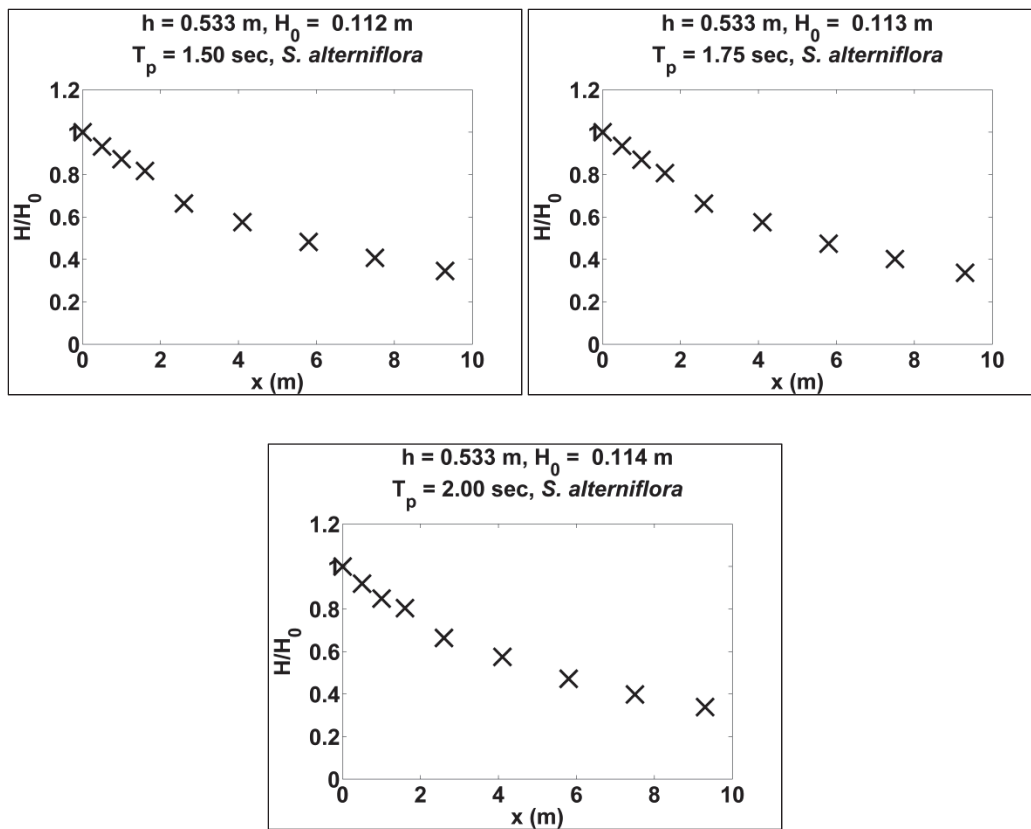 h = 0.533 m, H0 = 0.112 m
Tp = 1.50 sec, S. alterniflora
1.2
1
0.8
0.6
0.4
0.2
0
H/H0
0 2 4 6 8 10
x (m)
h = 0.533 m, H0 = 0.113 m
Tp = 1.75 sec, S. alterniflora
1.2
1
0.8
0.6
0.4
0.2
0
H/H0
0 2 4 6 8 10
x (m)
h = 0.533 m, H0 = 0.114 m
Tp = 2.00 sec, S. alterniflora
1.2
1
0.8
0.6
0.4
0.2
0
H/H0
0 2 4 6 8 10
x (m)